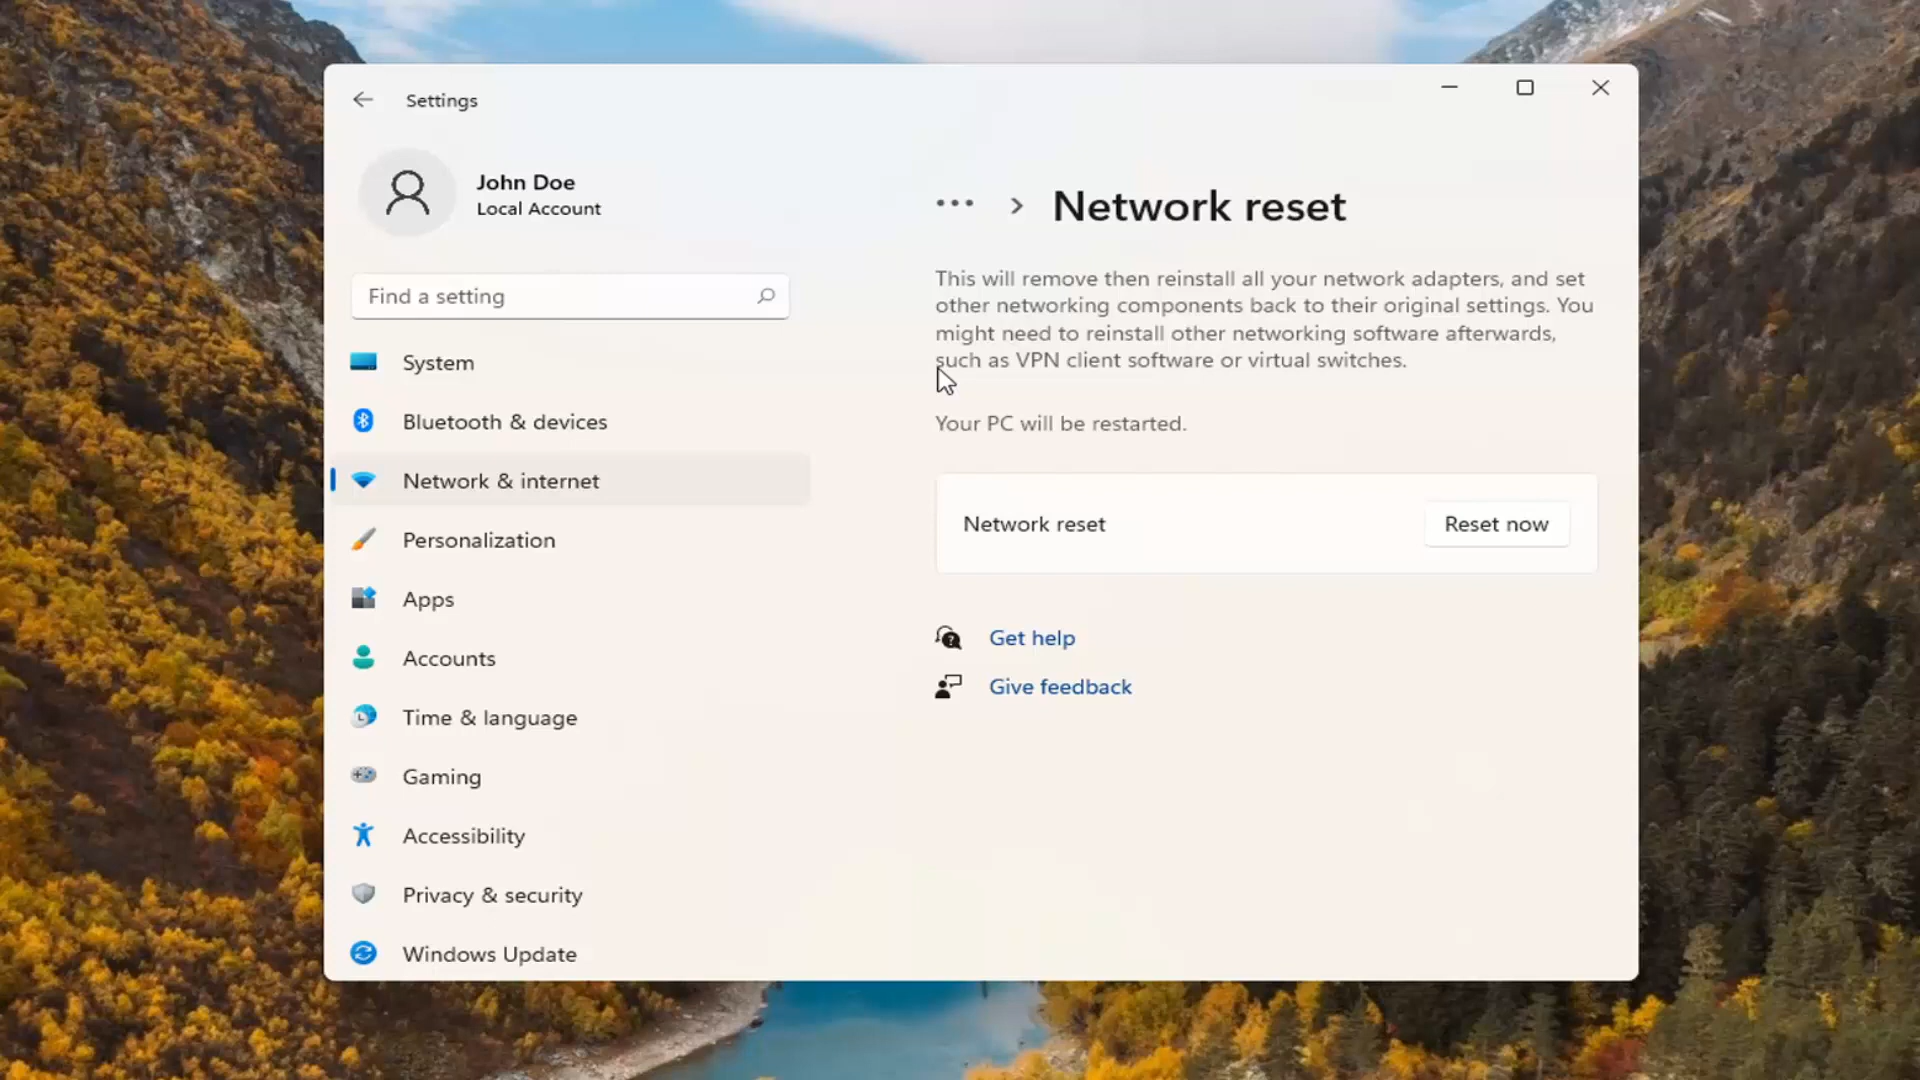 Settings
John Doe
Local Account
Find a setting
System
Bluetooth & devices
Network & internet
Personalization
Apps
Accounts
Time & language
Gaming
Accessibility
Privacy & security
Windows Update
... > Network reset
This will remove then reinstall all your network adapters, and set
other networking components back to their original settings. You
might need to reinstall other networking software afterwards,
such as VPN client software or virtual switches.
Your PC will be restarted.
Network reset
Reset now
Get help
Give feedback